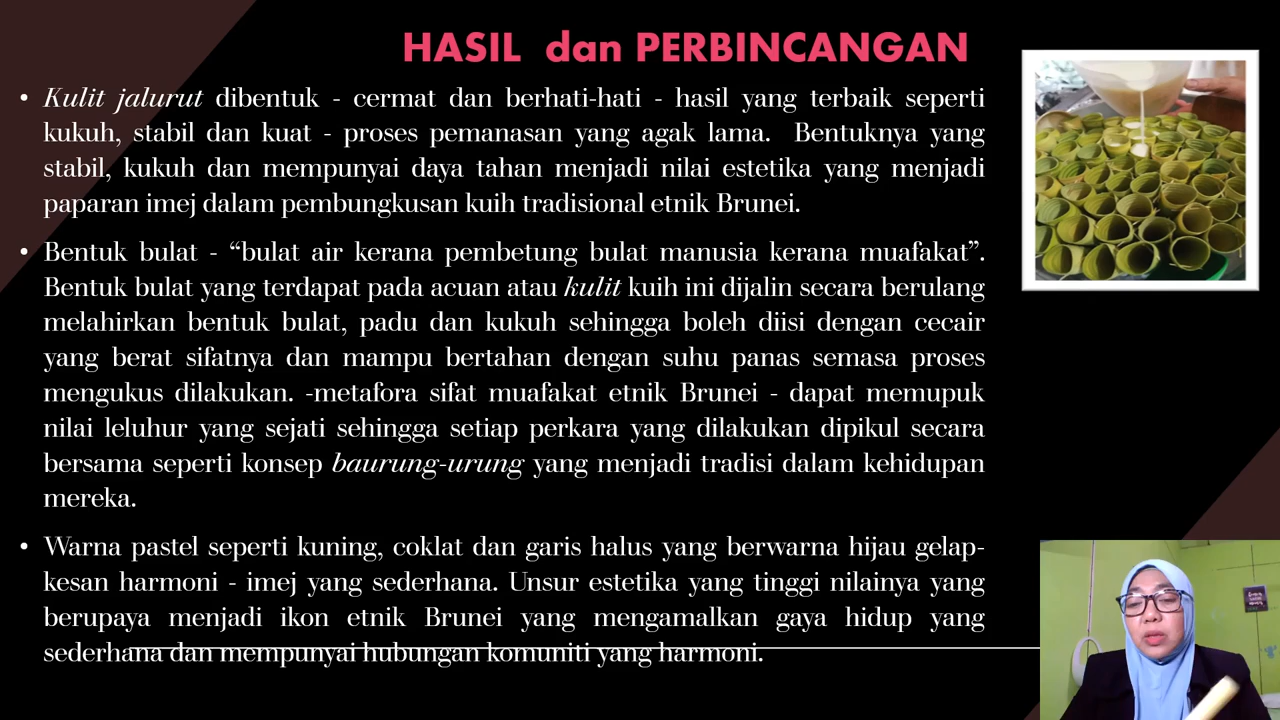 HASIL dan PERBINCANGAN
• Kulit jalurut dibentuk - cermat dan berhati-hati - hasil yang terbaik seperti
kukuh, stabil dan kuat - proses pemanasan yang agak lama. Bentuknya yang
stabil, kukuh dan mempunyai daya tahan menjadi nilai estetika yang menjadi
paparan imej dalam pembungkusan kuih tradisional etnik Brunei.
• Bentuk bulat - “bulat air kerana pembetung bulat manusia kerana muafakat”.
Bentuk bulat yang terdapat pada acuan atau kulit kuih ini dijalin secara berulang
melahirkan bentuk bulat, padu dan kukuh sehingga boleh diisi dengan cecair
yang berat sifatnya dan mampu bertahan dengan suhu panas semasa proses
mengukus dilakukan. -metafora sifat muafakat etnik Brunei - dapat memupuk
nilai leluhur yang sejati sehingga setiap perkara yang dilakukan dipikul secara
bersama seperti konsep baurung-urung yang menjadi tradisi dalam kehidupan
mereka.
• Warna pastel seperti kuning, coklat dan garis halus yang berwarna hijau gelap-
kesan harmoni - imej yang sederhana. Unsur estetika yang tinggi nilainya yang
berupaya menjadi ikon etnik Brunei yang mengamalkan gaya hidup yang
sederhana dan mempunyai hubungan komuniti yang harmoni.